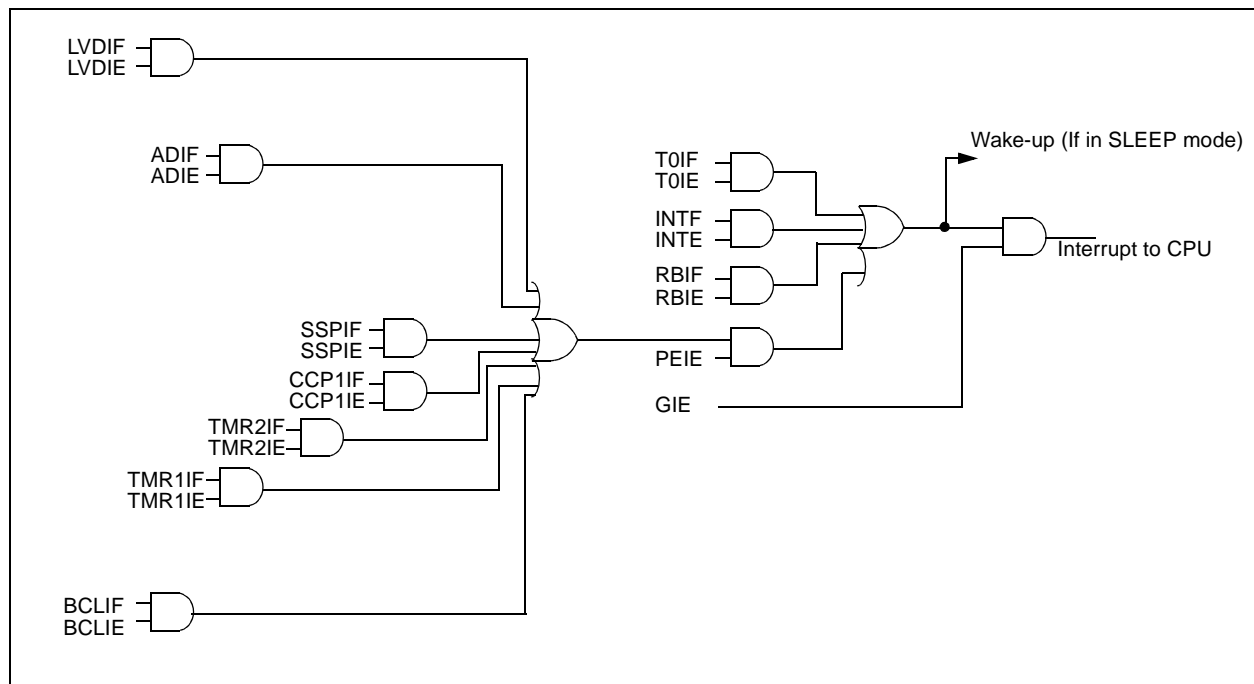 LVDIF
LVDIE
ADIF
ADIE
T0IF
T0IE
Wake-up (If in SLEEP mode)
INTF
INTE
Interrupt to CPU
RBIF
RBIE
SSPIF
SSPIE
PEIE
CCP1IF
CCP1IE
GIE
TMR2IF
TMR2IE
TMR1IF
TMR1IE
BCLIF
BCLIE